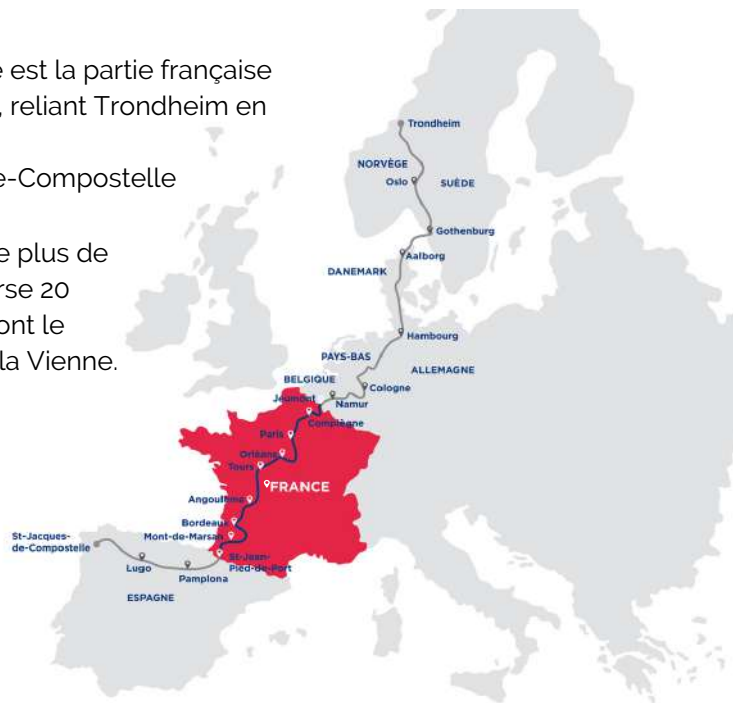 est la partie française
, reliant Trondheim en
e-Compostelle
e plus de
rse 20
ont le
la Vienne.
Trondheim
NORVÈGE
Oslo
SUÈDE
Gothenburg
Aalborg
DANEMARK
Hambourg
PAYS-BAS
ALLEMAGNE
BELGIQUE
Cologne
Jeumont
Namur
Compiègne
Paris
Orléans
Tours
FRANCE
Angoulême
Bordeaux
St-Jacques-
de-Compostelle
Mont-de-Marsan
St-Jean-
Pied-de-Port
Lugo
Pamplona
ESPAGNE